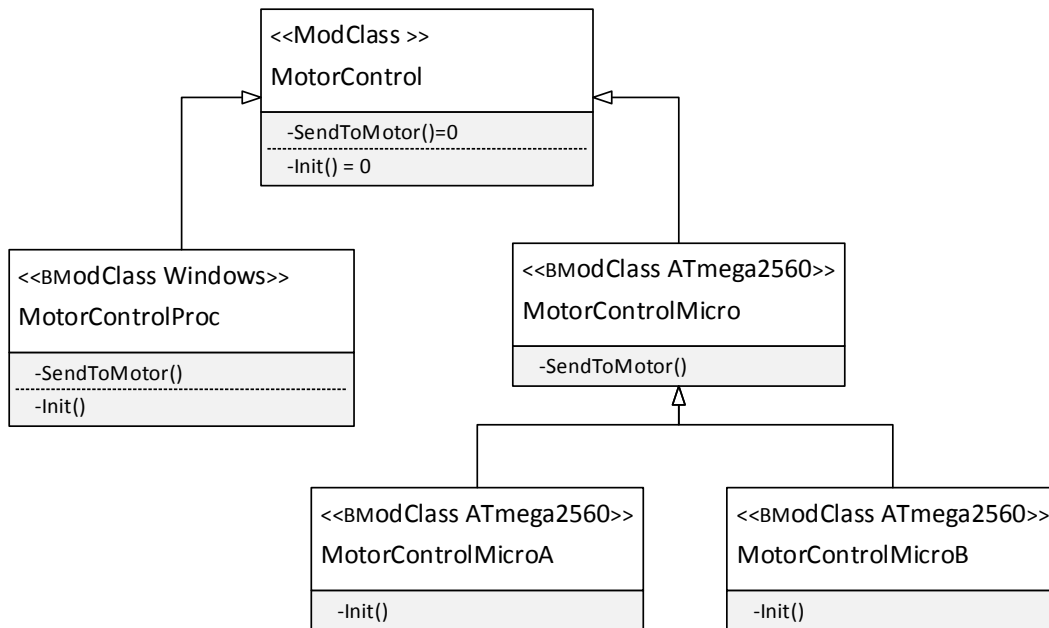 <<ModClass >>
MotorControl
-SendToMotor()=0
-Init() = 0
<<BModClass Windows>>
MotorControlProc
-SendToMotor()
-Init()
<<BModClass ATmega2560>>
MotorControlMicro
-SendToMotor()
<<BModClass ATmega2560>>
MotorControlMicroA
-Init()
<<BModClass ATmega2560>>
MotorControlMicroB
-Init()